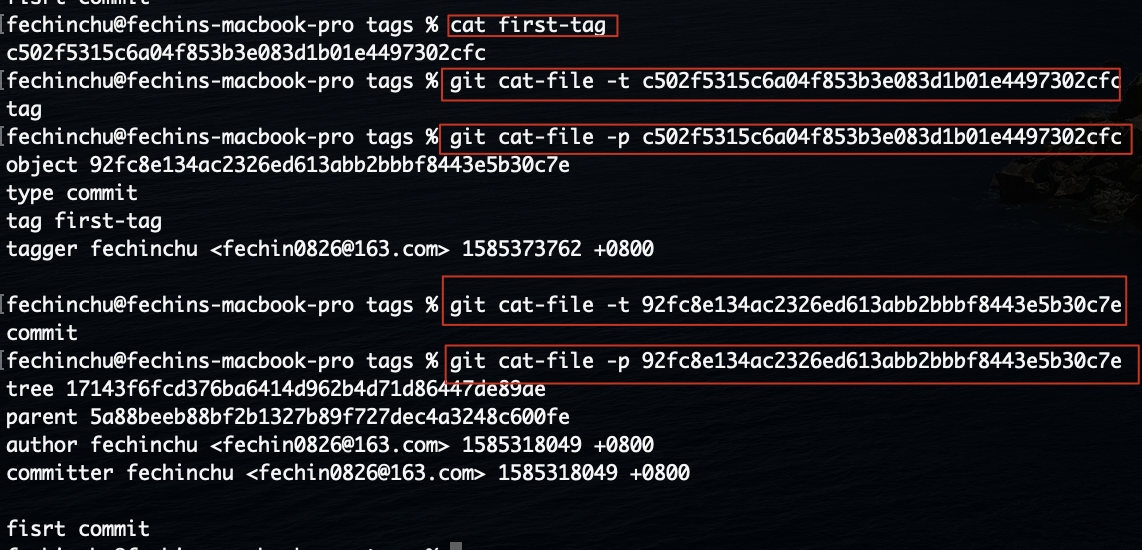 fisrt commit
fechinchu@fechins-macbook-pro tags % cat first-tag
c502f5315c6a04f853b3e083d1b01e4497302cfc
[fechinchu@fechins-macbook-pro tags % git cat-file -t c502f5315c6a04f853b3e083d1b01e4497302cfc
tag
[fechinchu@fechins-macbook-pro tags % git cat-file -p c502f5315c6a04f853b3e083d1b01e4497302cfc
object 92fc8e134ac2326ed613abb2bbbf8443e5b30c7e
type commit
tag first-tag
tagger fechinchu <fechin0826@163.com> 1585373762 +0800
[fechinchu@fechins-macbook-pro tags % git cat-file -t 92fc8e134ac2326ed613abb2bbbf8443e5b30c7e
commit
[fechinchu@fechins-macbook-pro tags % git cat-file -p 92fc8e134ac2326ed613abb2bbbf8443e5b30c7e
tree 17143f6fcd376ba6414d962b4d71d86447de89ae
parent 5a88beeb88bf2b1327b89f727dec4a3248c600fe
author fechinchu <fechin0826@163.com> 1585318049 +0800
committer fechinchu <fechin0826@163.com> 1585318049 +0800
fisrt commit